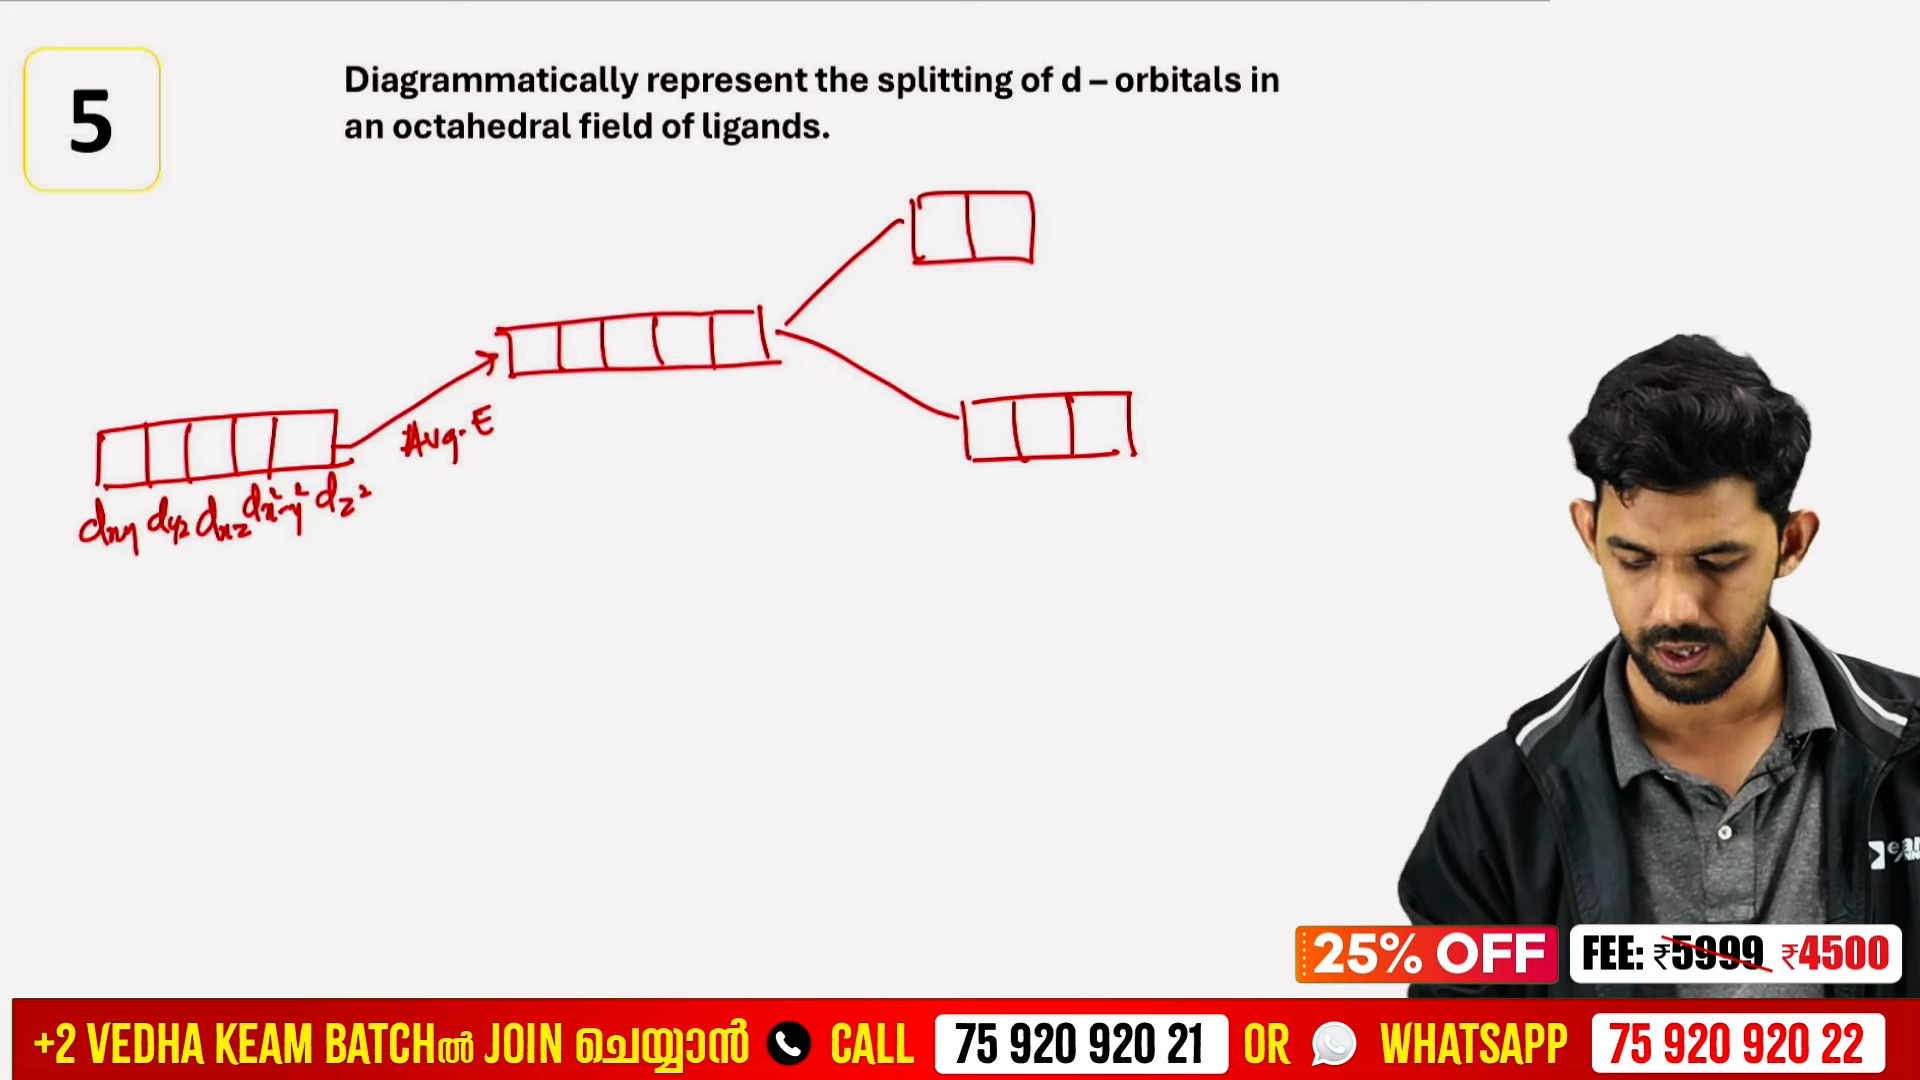 5
Diagrammatically represent the splitting of d – orbitals in
an octahedral field of ligands.
Avg. E
dxy dyz dxz dx²-y² dz²
25% OFF
FEE: ₹5999 ₹4500
+2 VEDHA KEAM BATCHൽ JOIN ചെയ്യാൻ CALL 75 920 920 21 OR WHATSAPP 75 920 920 22